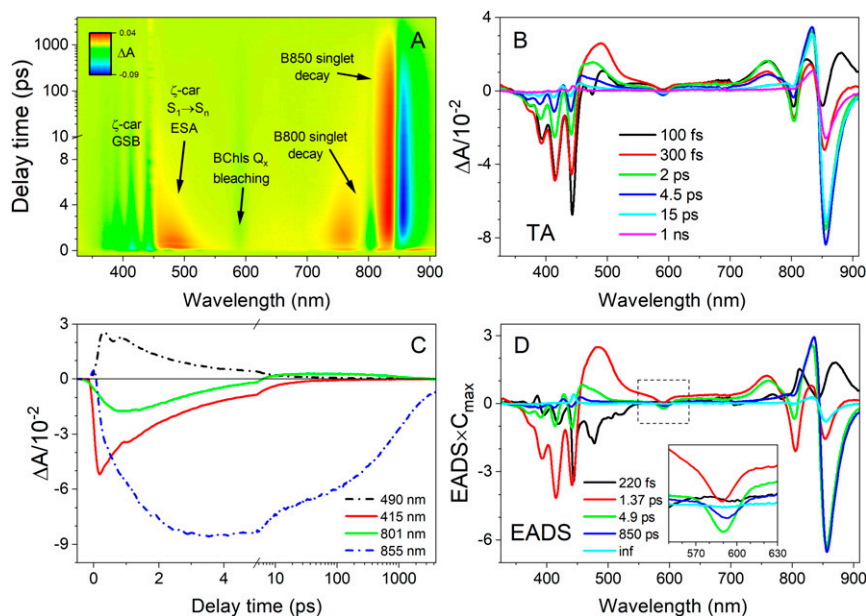 A
0.04
ΔA
-0.09
ζ-car
GSB
ζ-car
S₁→Sₙ
ESA
BChls Qₓ
bleaching
B850 singlet
decay
B800 singlet
decay
1000
100
10
8
4
0
400 500 600 700 800 900
Delay time (ps)
Wavelength (nm)
B
4
0
-4
-8
100 fs
300 fs
2 ps
4.5 ps
15 ps
1 ns
TA
400 500 600 700 800 900
ΔA/10⁻²
Wavelength (nm)
C
3
0
-3
-6
-9
490 nm
415 nm
801 nm
855 nm
0 2 4 10 100 1000
ΔA/10⁻²
Delay time (ps)
D
3
0
-3
-6
220 fs
1.37 ps
4.9 ps
850 ps
inf
EADS
570 600 630
400 500 600 700 800 900
EADS×Cmax
Wavelength (nm)